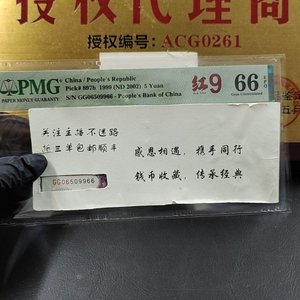 授权代理商
授权编号：ACG0261
PMG
PAPER MONEY GUARANTY
China / People's Republic
Pick# 897b 1999 (ND 2002) 5 Yuan
S/N GG06509966 - People's Bank of China
红9
66 EPQ
Gem Uncirculated
关注主播不迷路
近三单包邮顺丰
感恩相遇，携手同行
钱币收藏，传承经典
GG06509966